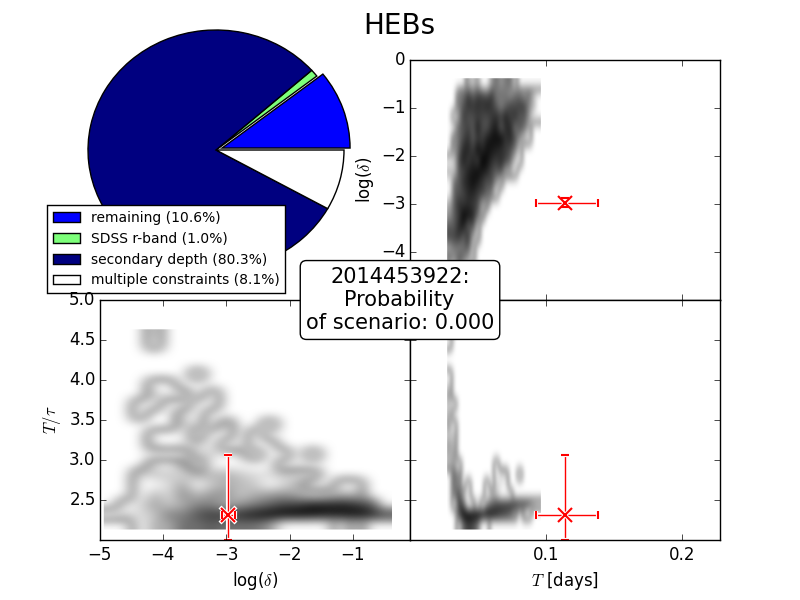 HEBs
remaining (10.6%)
SDSS r-band (1.0%)
secondary depth (80.3%)
multiple constraints (8.1%)
0
−1
−2
−3
−4
log(δ)
2014453922:
Probability
of scenario: 0.000
5.0
4.5
4.0
3.5
3.0
2.5
T/τ
−5
−4
−3
−2
−1
log(δ)
0.1
0.2
T [days]